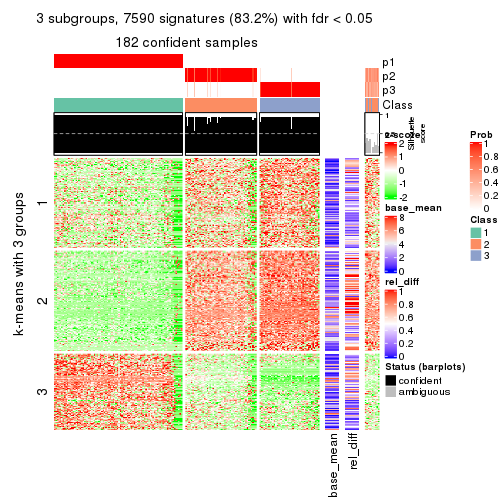 3 subgroups, 7590 signatures (83.2%) with fdr < 0.05
182 confident samples
p1
p2
p3
Class
1
0
Silhouette
score
k-means with 3 groups
1
2
3
base_mean
rel_diff
z-score
2
1
0
-1
-2
base_mean
8
6
4
2
0
rel_diff
1
0.8
0.6
0.4
0.2
0
Status (barplots)
confident
ambiguous
Prob
1
0.8
0.6
0.4
0.2
0
Class
1
2
3